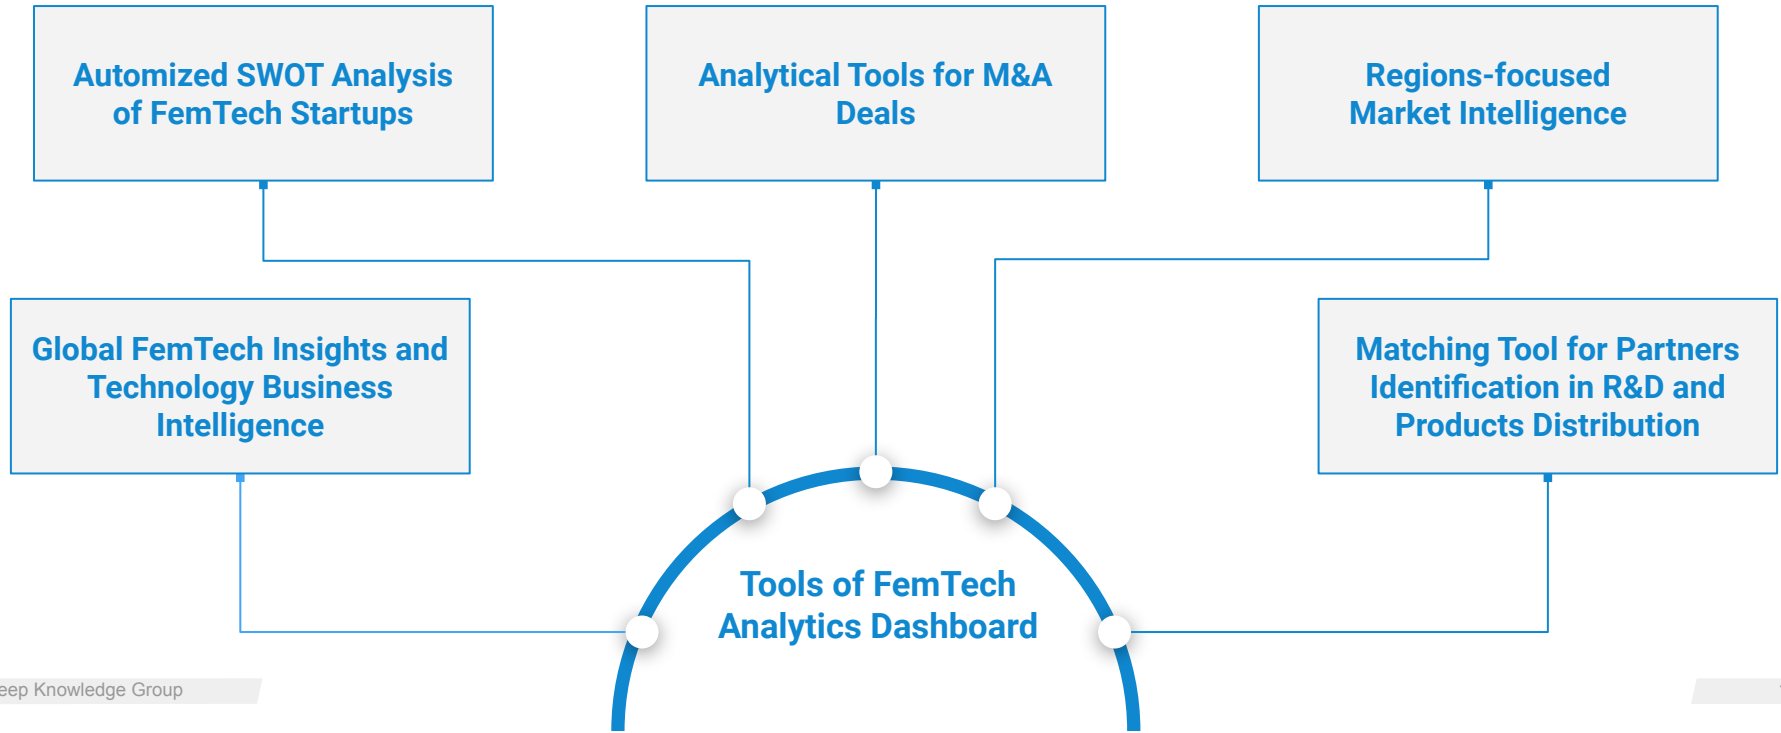 Automized SWOT Analysis
of FemTech Startups
Analytical Tools for M&A
Deals
Regions-focused
Market Intelligence
Global FemTech Insights and
Technology Business
Intelligence
Matching Tool for Partners
Identification in R&D and
Products Distribution
Tools of FemTech
Analytics Dashboard
eep Knowledge Group